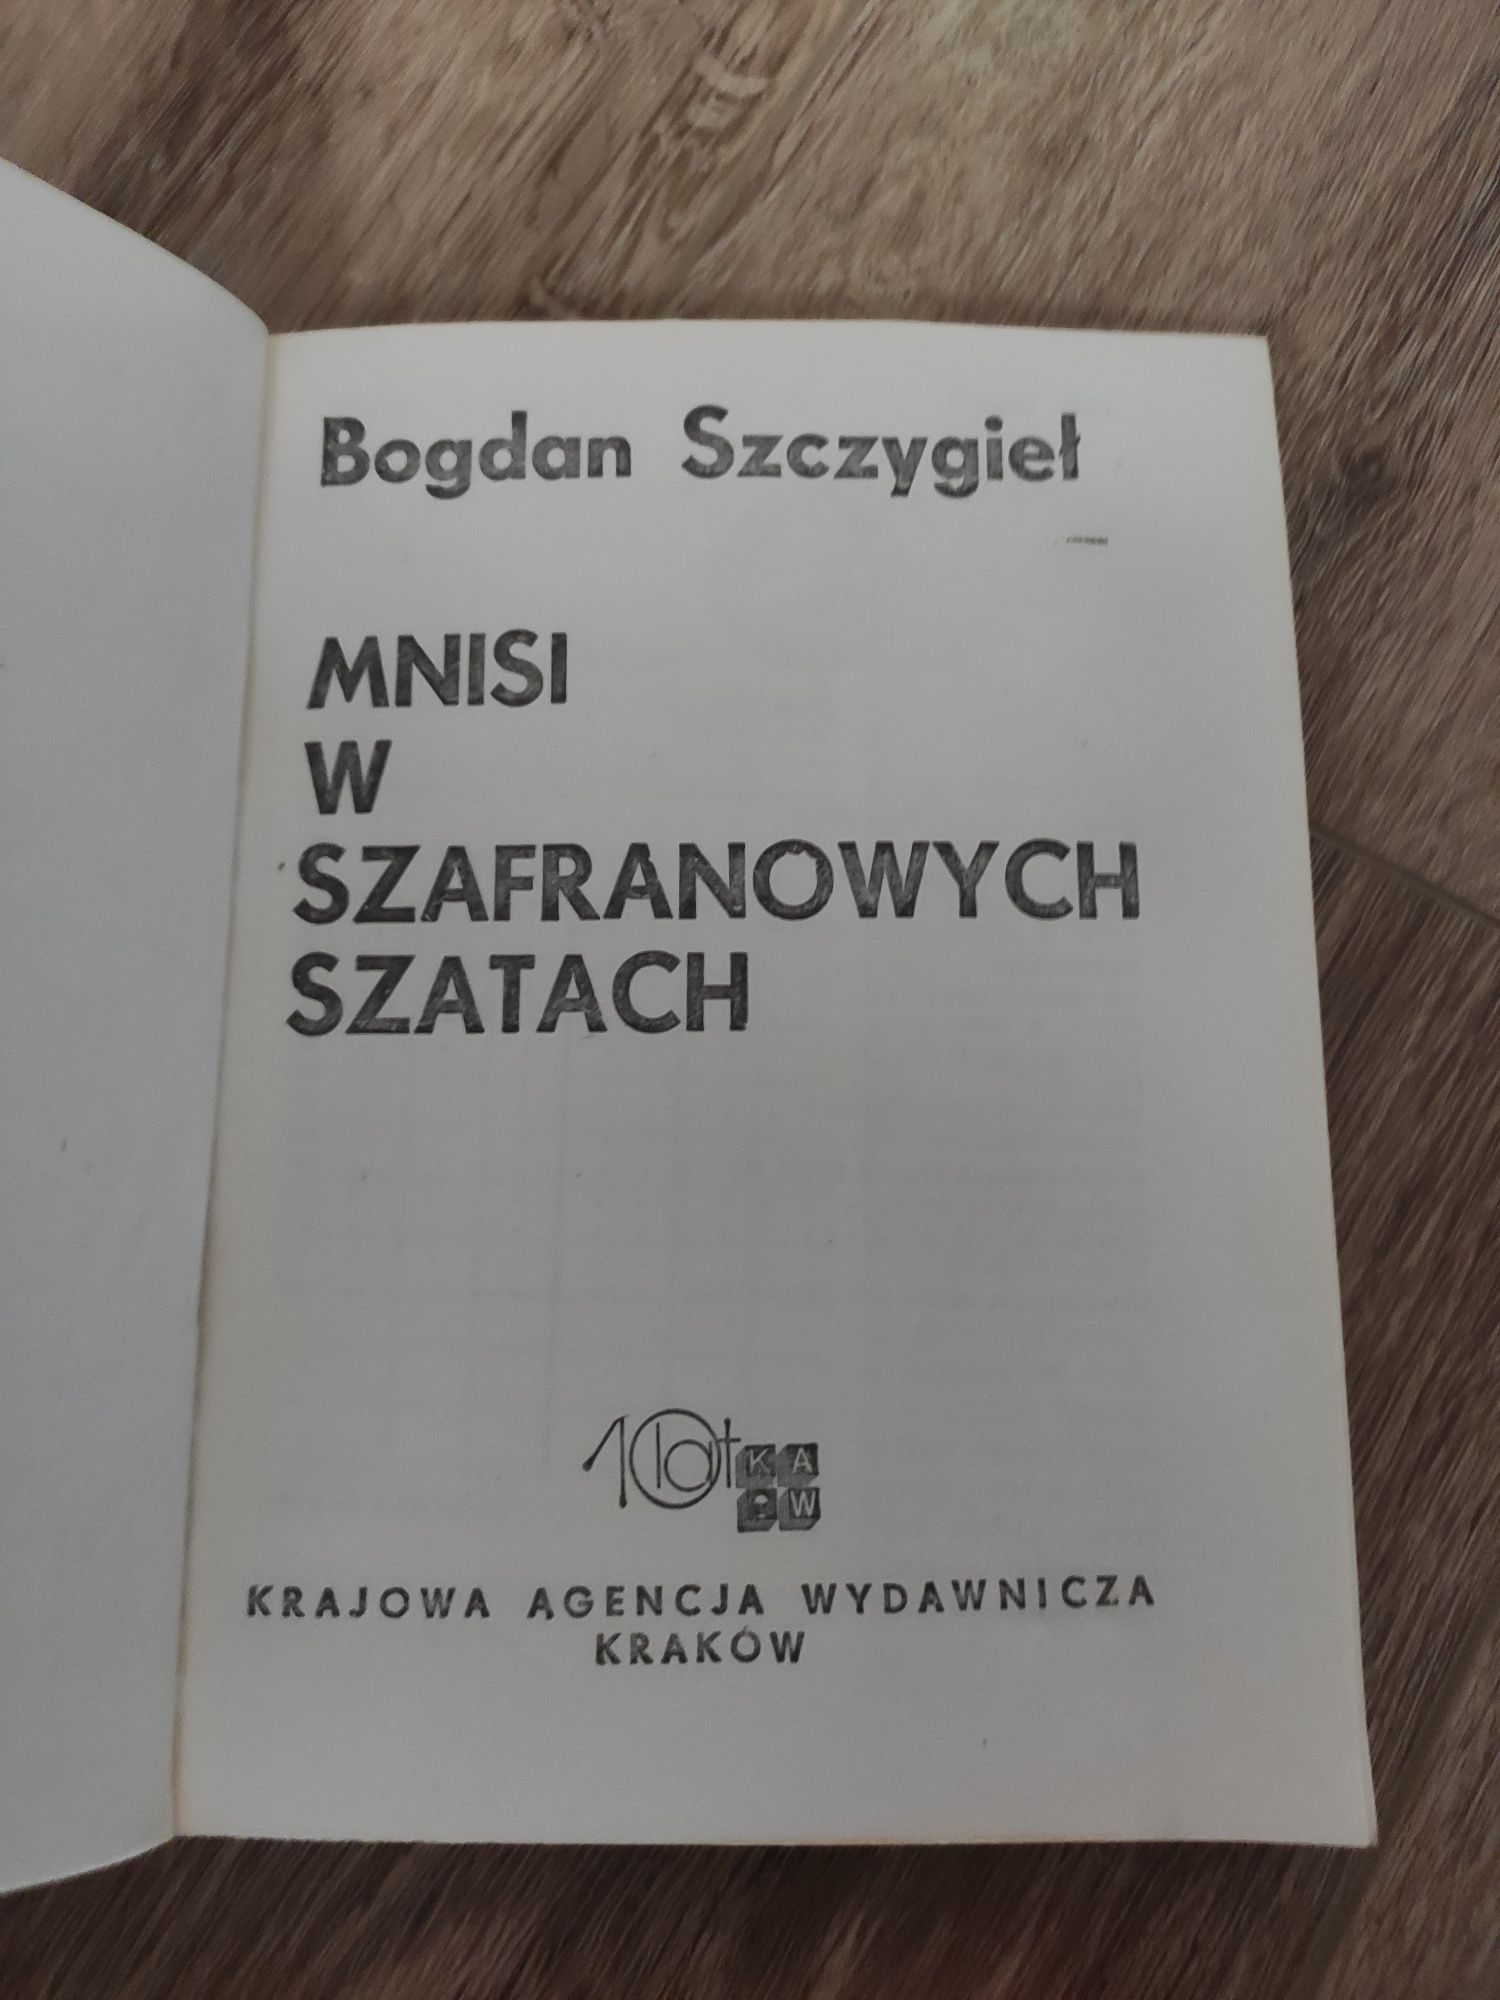 Bogdan Szczygieł
MNISI
W
SZAFRANOWYCH
SZATACH
10 lat KAW
KRAJOWA AGENCJA WYDAWNICZA
KRAKÓW